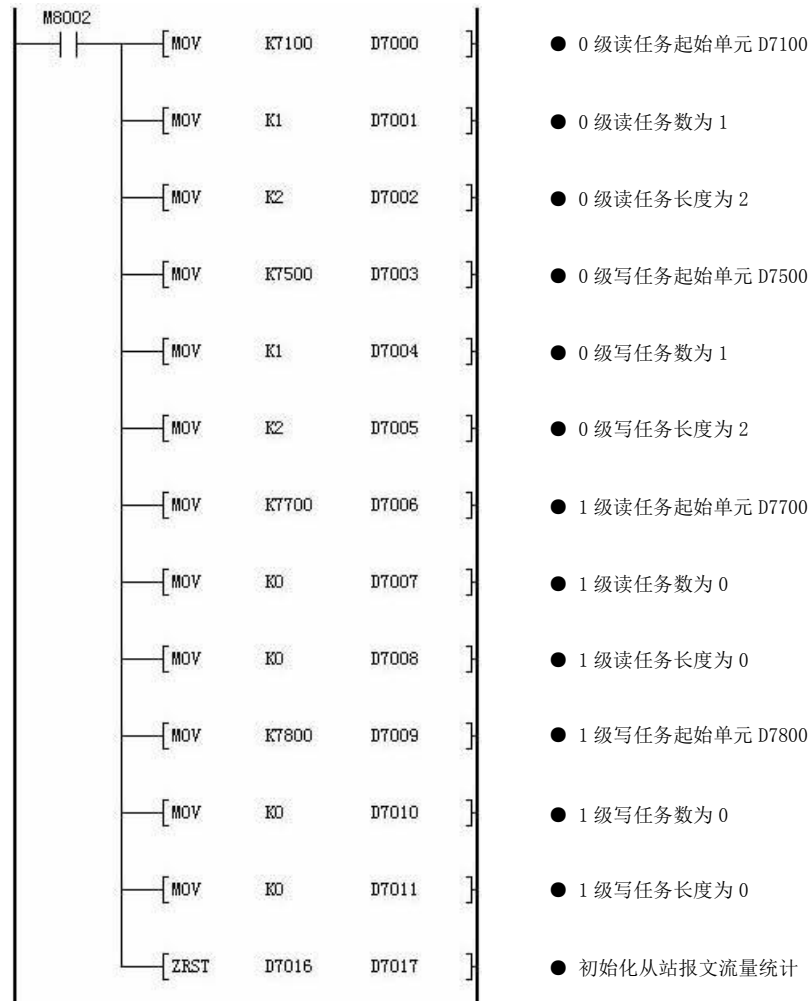 M8002
[MOV K7100 D7000 ] ● 0 级读任务起始单元 D7100
[MOV K1 D7001 ] ● 0 级读任务数为 1
[MOV K2 D7002 ] ● 0 级读任务长度为 2
[MOV K7500 D7003 ] ● 0 级写任务起始单元 D7500
[MOV K1 D7004 ] ● 0 级写任务数为 1
[MOV K2 D7005 ] ● 0 级写任务长度为 2
[MOV K7700 D7006 ] ● 1 级读任务起始单元 D7700
[MOV K0 D7007 ] ● 1 级读任务数为 0
[MOV K0 D7008 ] ● 1 级读任务长度为 0
[MOV K7800 D7009 ] ● 1 级写任务起始单元 D7800
[MOV K0 D7010 ] ● 1 级写任务数为 0
[MOV K0 D7011 ] ● 1 级写任务长度为 0
[ZRST D7016 D7017 ] ● 初始化从站报文流量统计